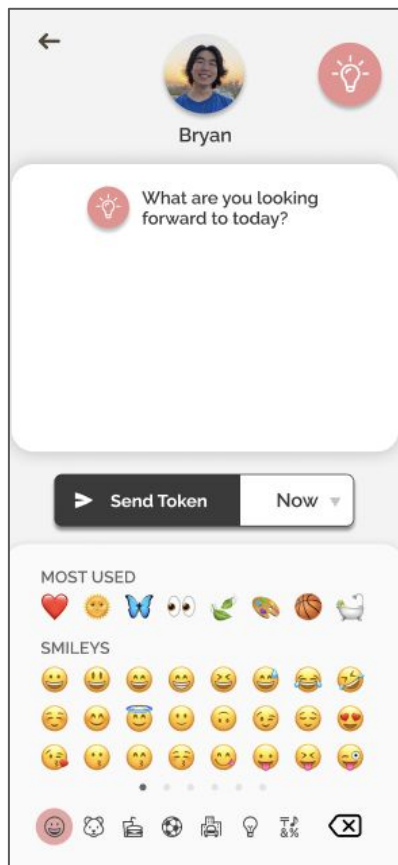 Bryan
What are you looking
forward to today?
Send Token
Now
MOST USED
SMILEYS